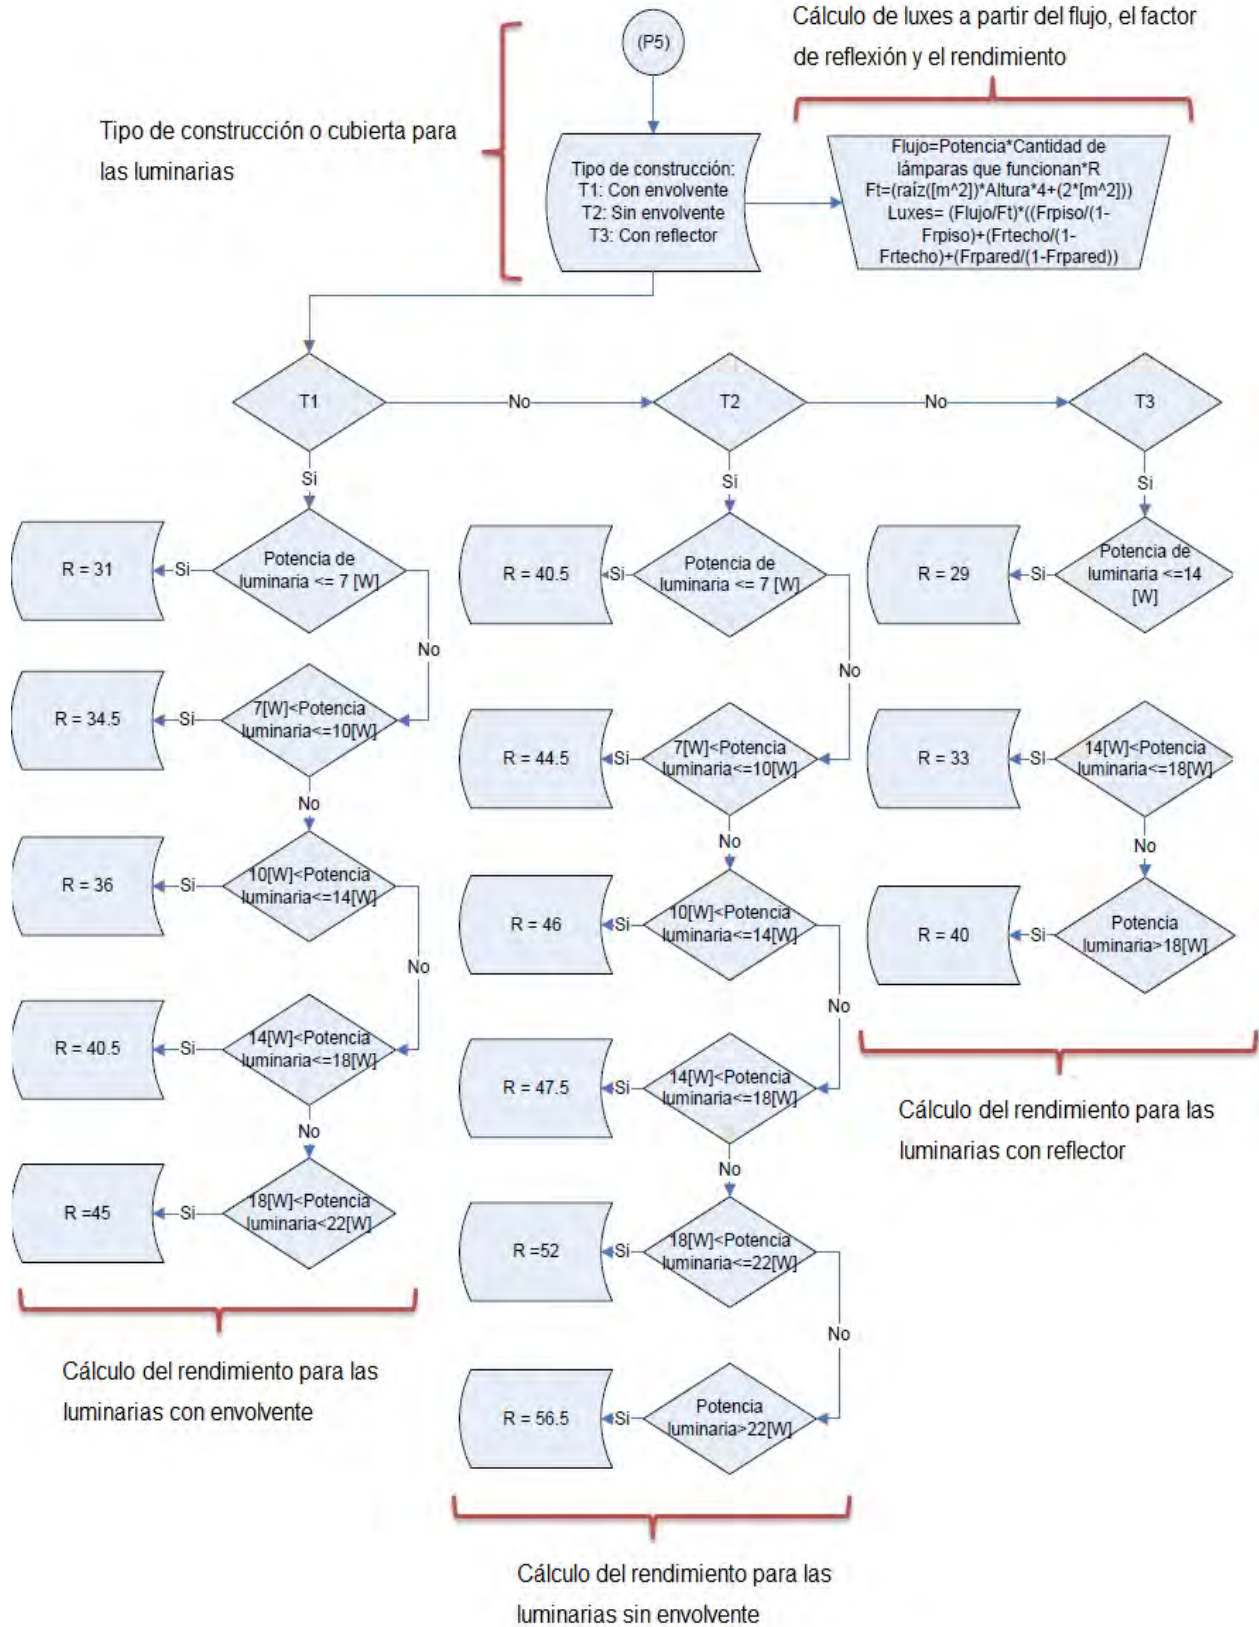 Cálculo de luxes a partir del flujo, el factor
de reflexión y el rendimiento
(P5)
Tipo de construcción o cubierta para
las luminarias
Tipo de construcción:
T1: Con envolvente
T2: Sin envolvente
T3: Con reflector
Flujo=Potencia*Cantidad de
lámparas que funcionan*R
Ft=(raíz([m^2])*Altura*4+(2*[m^2]))
Luxes= (Flujo/Ft)*((Frpiso/(1-
Frpiso)+(Frtecho/(1-
Frtecho)+(Frpared/(1-Frpared))
T1
No
T2
No
T3
Si
Si
Si
R = 31
Si
Potencia de
luminaria <= 7 [W]
No
R = 34.5
Si
7[W]<Potencia
luminaria<=10[W]
No
R = 36
Si
10[W]<Potencia
luminaria<=14[W]
No
R = 40.5
Si
14[W]<Potencia
luminaria<=18[W]
No
R =45
Si
18[W]<Potencia
luminaria<22[W]
Cálculo del rendimiento para las
luminarias con envolvente
R = 40.5
Si
Potencia de
luminaria <= 7 [W]
No
R = 44.5
Si
7[W]<Potencia
luminaria<=10[W]
No
R = 46
Si
10[W]<Potencia
luminaria<=14[W]
No
R = 47.5
Si
14[W]<Potencia
luminaria<=18[W]
No
R =52
Si
18[W]<Potencia
luminaria<=22[W]
No
R = 56.5
Si
Potencia
luminaria>22[W]
Cálculo del rendimiento para las
luminarias sin envolvente
R = 29
Si
Potencia de
luminaria <=14
[W]
R = 33
Si
14[W]<Potencia
luminaria<=18[W]
No
R = 40
Si
Potencia
luminaria>18[W]
Cálculo del rendimiento para las
luminarias con reflector